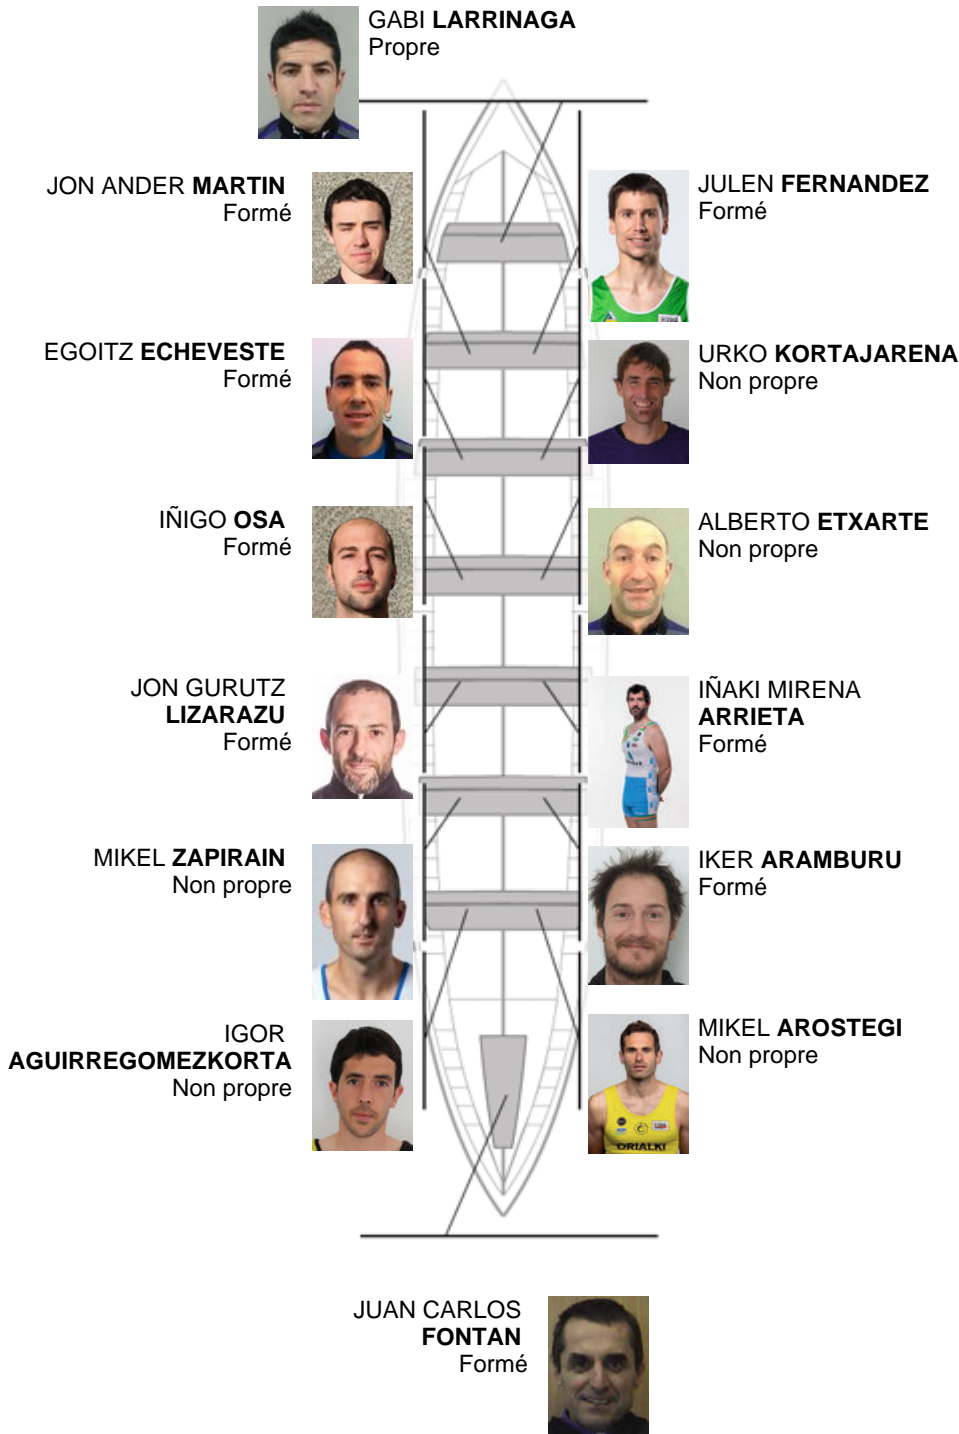 GABI LARRINAGA
Propre
JON ANDER MARTIN
Formé
JULEN FERNANDEZ
Formé
EGOITZ ECHEVESTE
Formé
URKO KORTAJARENA
Non propre
IÑIGO OSA
Formé
ALBERTO ETXARTE
Non propre
JON GURUTZ
LIZARAZU
Formé
IÑAKI MIRENA
ARRIETA
Formé
MIKEL ZAPIRAIN
Non propre
IKER ARAMBURU
Formé
IGOR
AGUIRREGOMEZKORTA
Non propre
MIKEL AROSTEGI
Non propre
ORIALKI
JUAN CARLOS
FONTAN
Formé